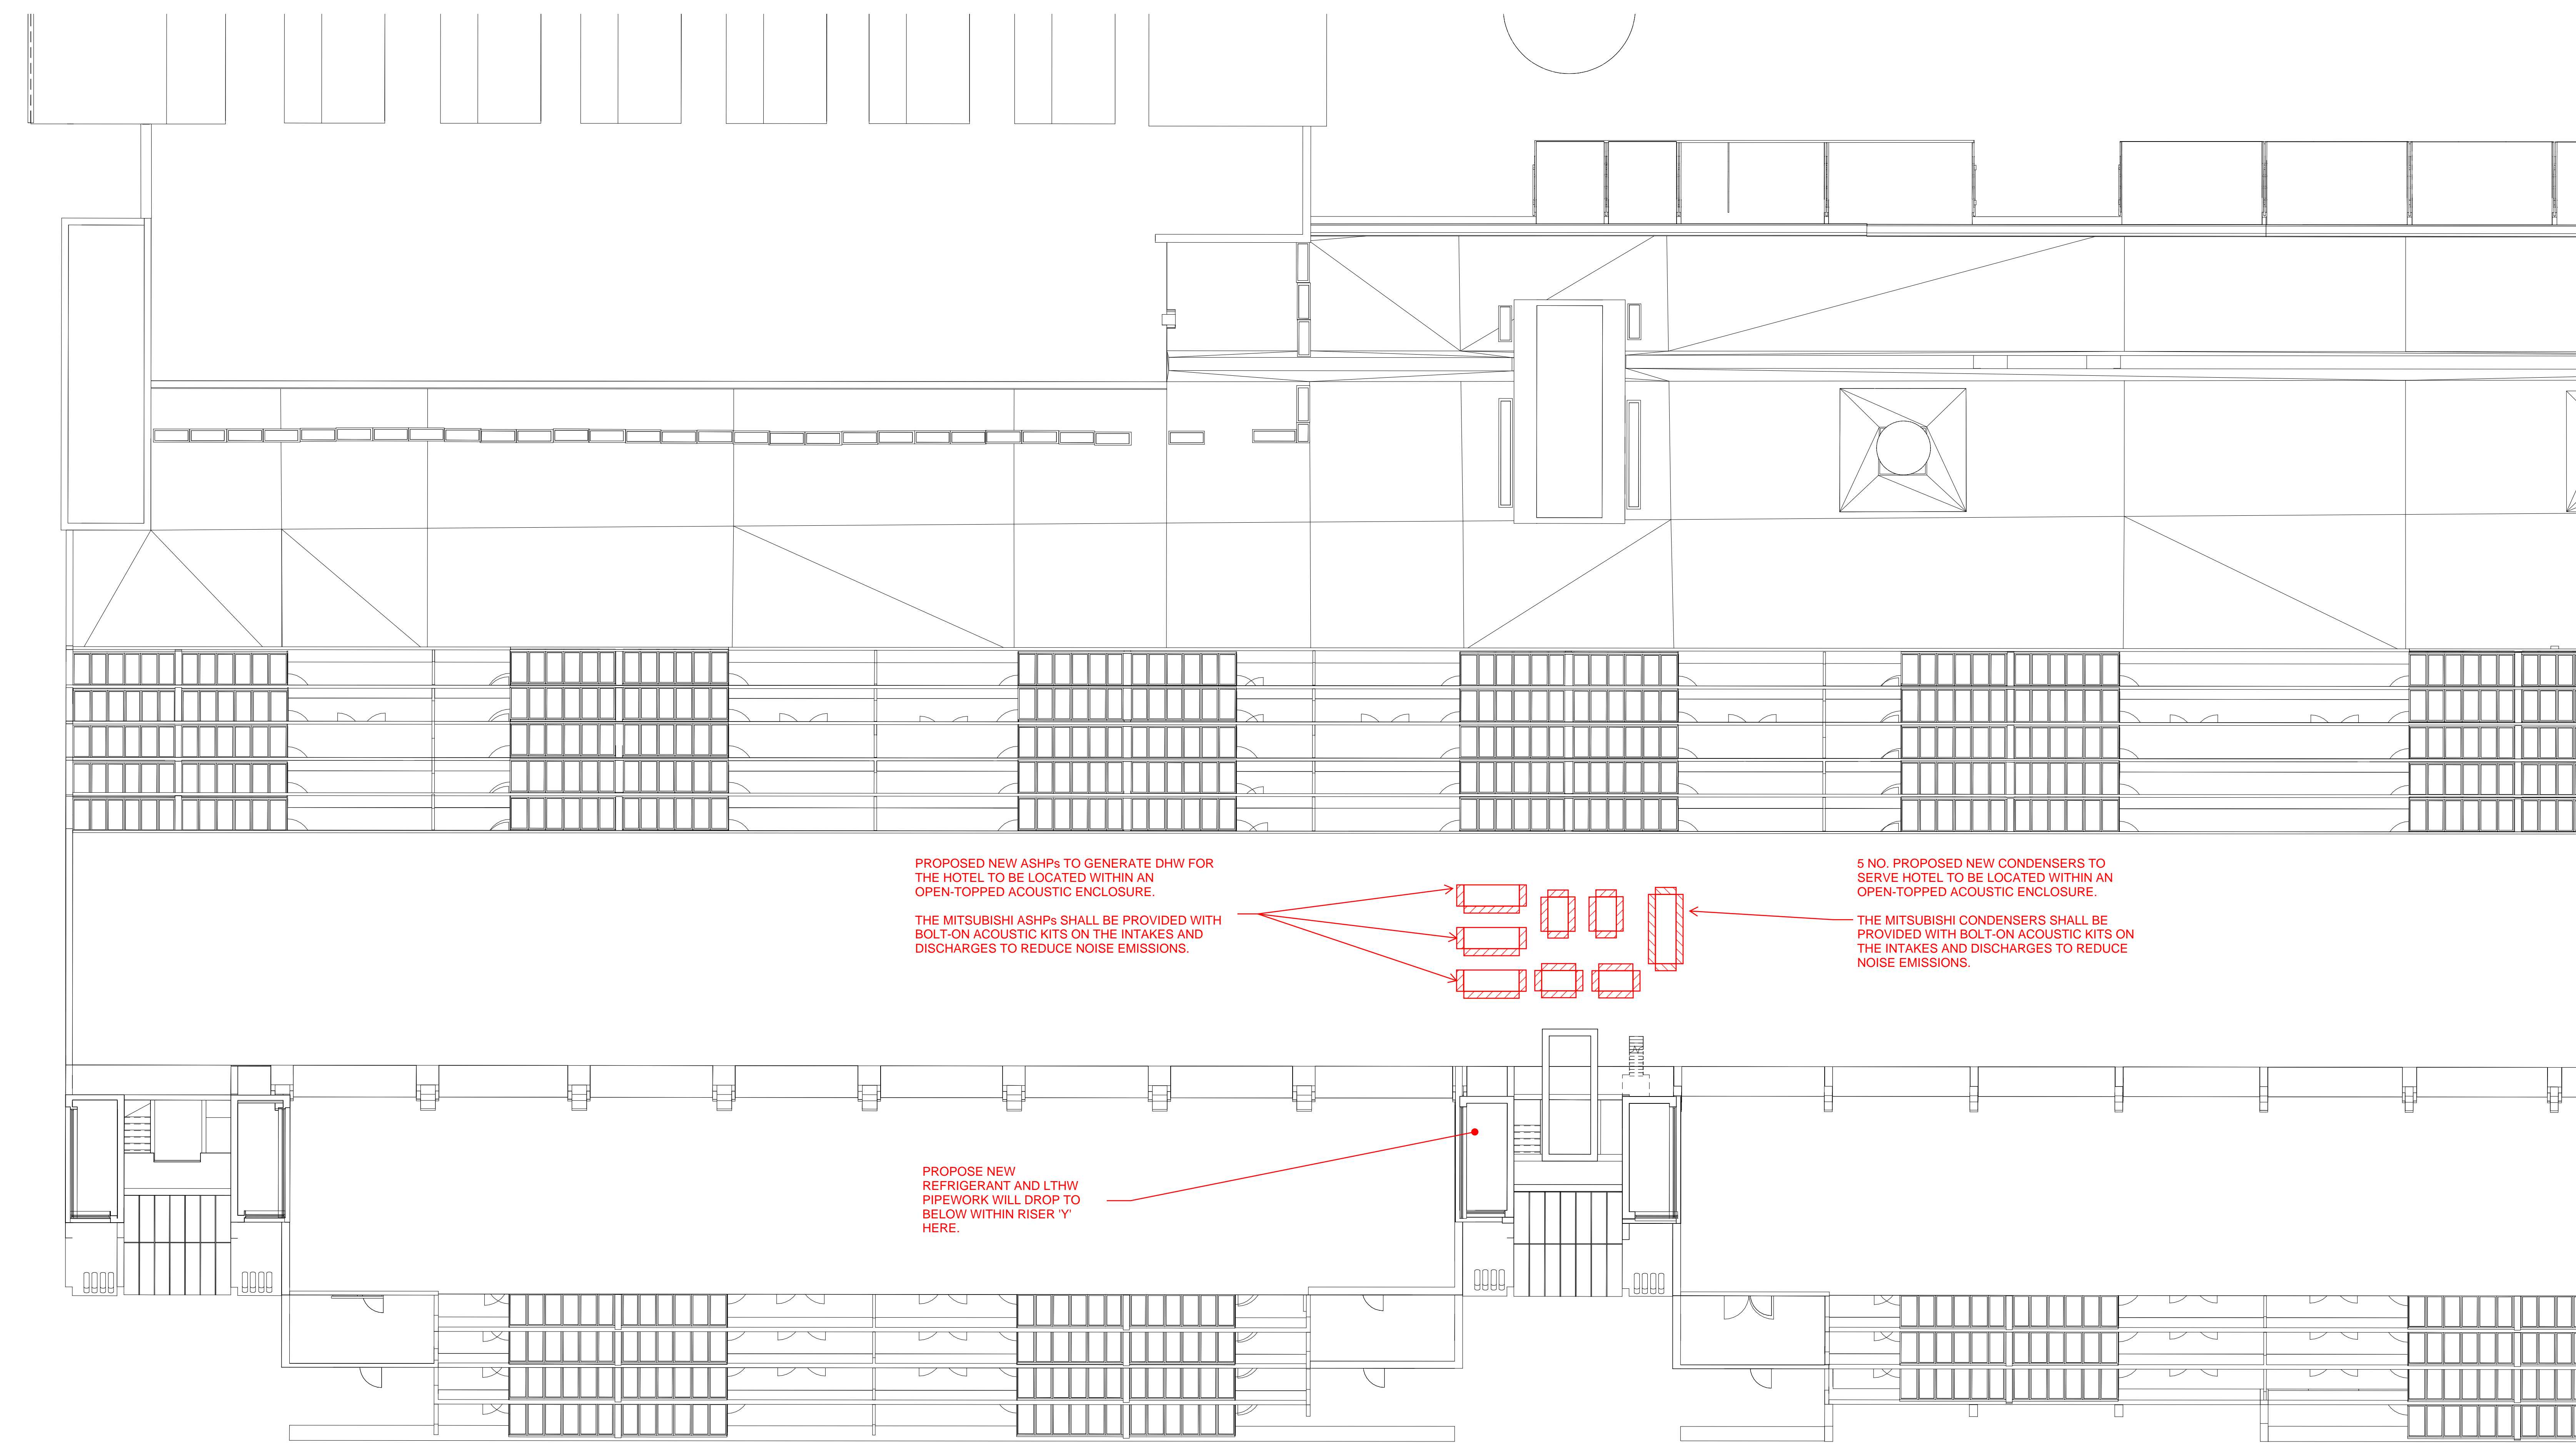 PROPOSED NEW ASHPs TO GENERATE DHW FOR
THE HOTEL TO BE LOCATED WITHIN AN
OPEN-TOPPED ACOUSTIC ENCLOSURE.
THE MITSUBISHI ASHPs SHALL BE PROVIDED WITH
BOLT-ON ACOUSTIC KITS ON THE INTAKES AND
DISCHARGES TO REDUCE NOISE EMISSIONS.
5 NO. PROPOSED NEW CONDENSERS TO
SERVE HOTEL TO BE LOCATED WITHIN AN
OPEN-TOPPED ACOUSTIC ENCLOSURE.
THE MITSUBISHI CONDENSERS SHALL BE
PROVIDED WITH BOLT-ON ACOUSTIC KITS ON
THE INTAKES AND DISCHARGES TO REDUCE
NOISE EMISSIONS.
PROPOSE NEW
REFRIGERANT AND LTHW
PIPEWORK WILL DROP TO
BELOW WITHIN RISER 'Y'
HERE.